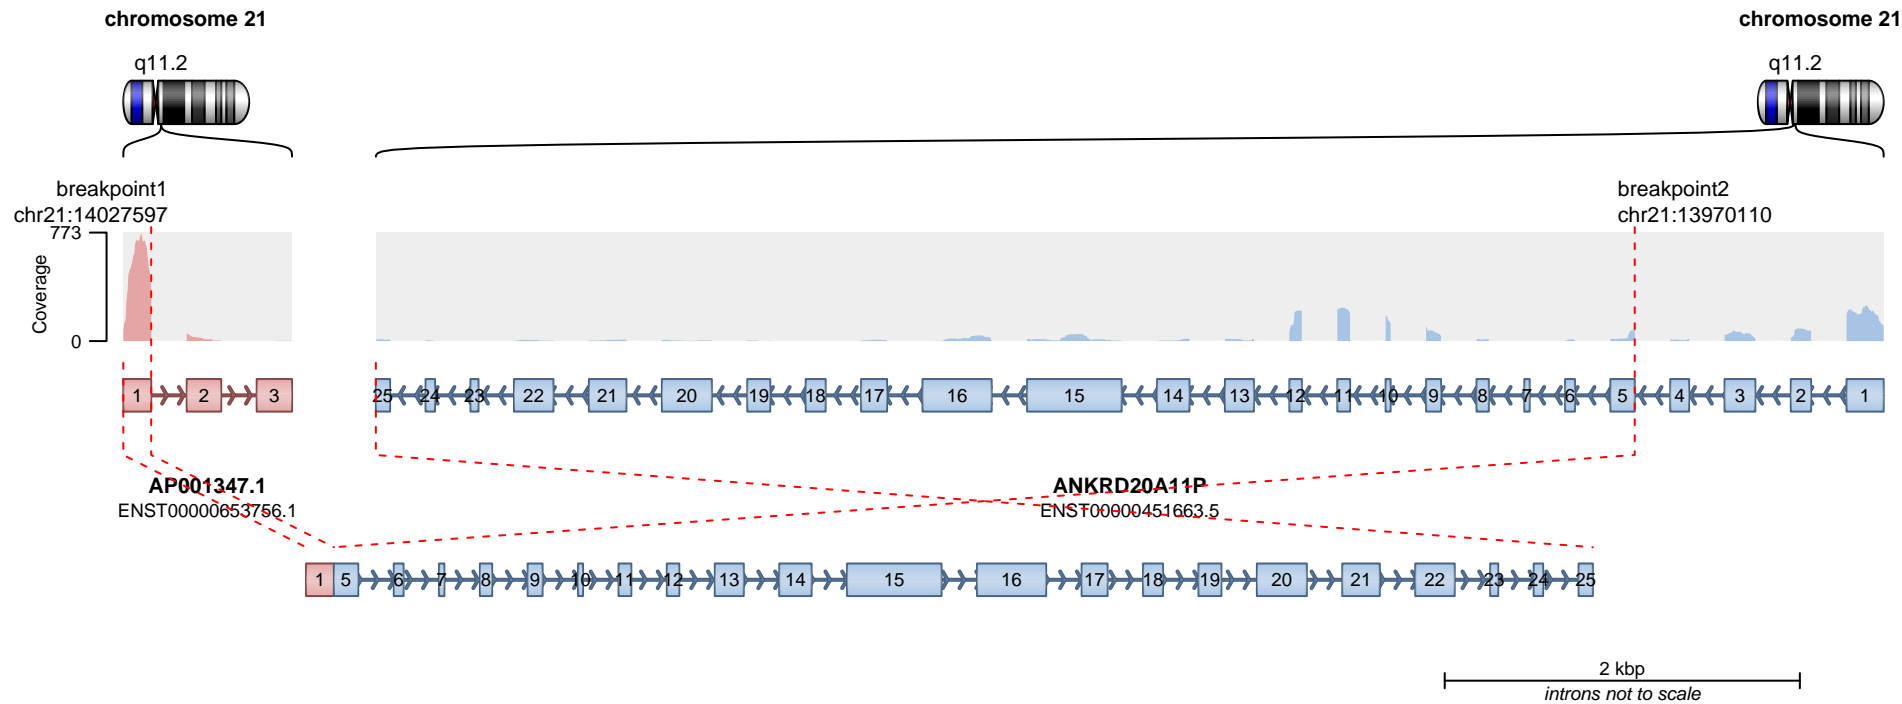 chromosome 21
chromosome 21
q11.2
q11.2
breakpoint1
chr21:14027597
breakpoint2
chr21:13970110
773
Coverage
0
1 2 3
25 24 23 22 21 20 19 18 17 16 15 14 13 12 11 10 9 8 7 6 5 4 3 2 1
AP001347.1
ENST00000653756.1
ANKRD20A11P
ENST00000451663.5
1 5 6 7 8 9 10 11 12 13 14 15 16 17 18 19 20 21 22 23 24 25
2 kbp
introns not to scale